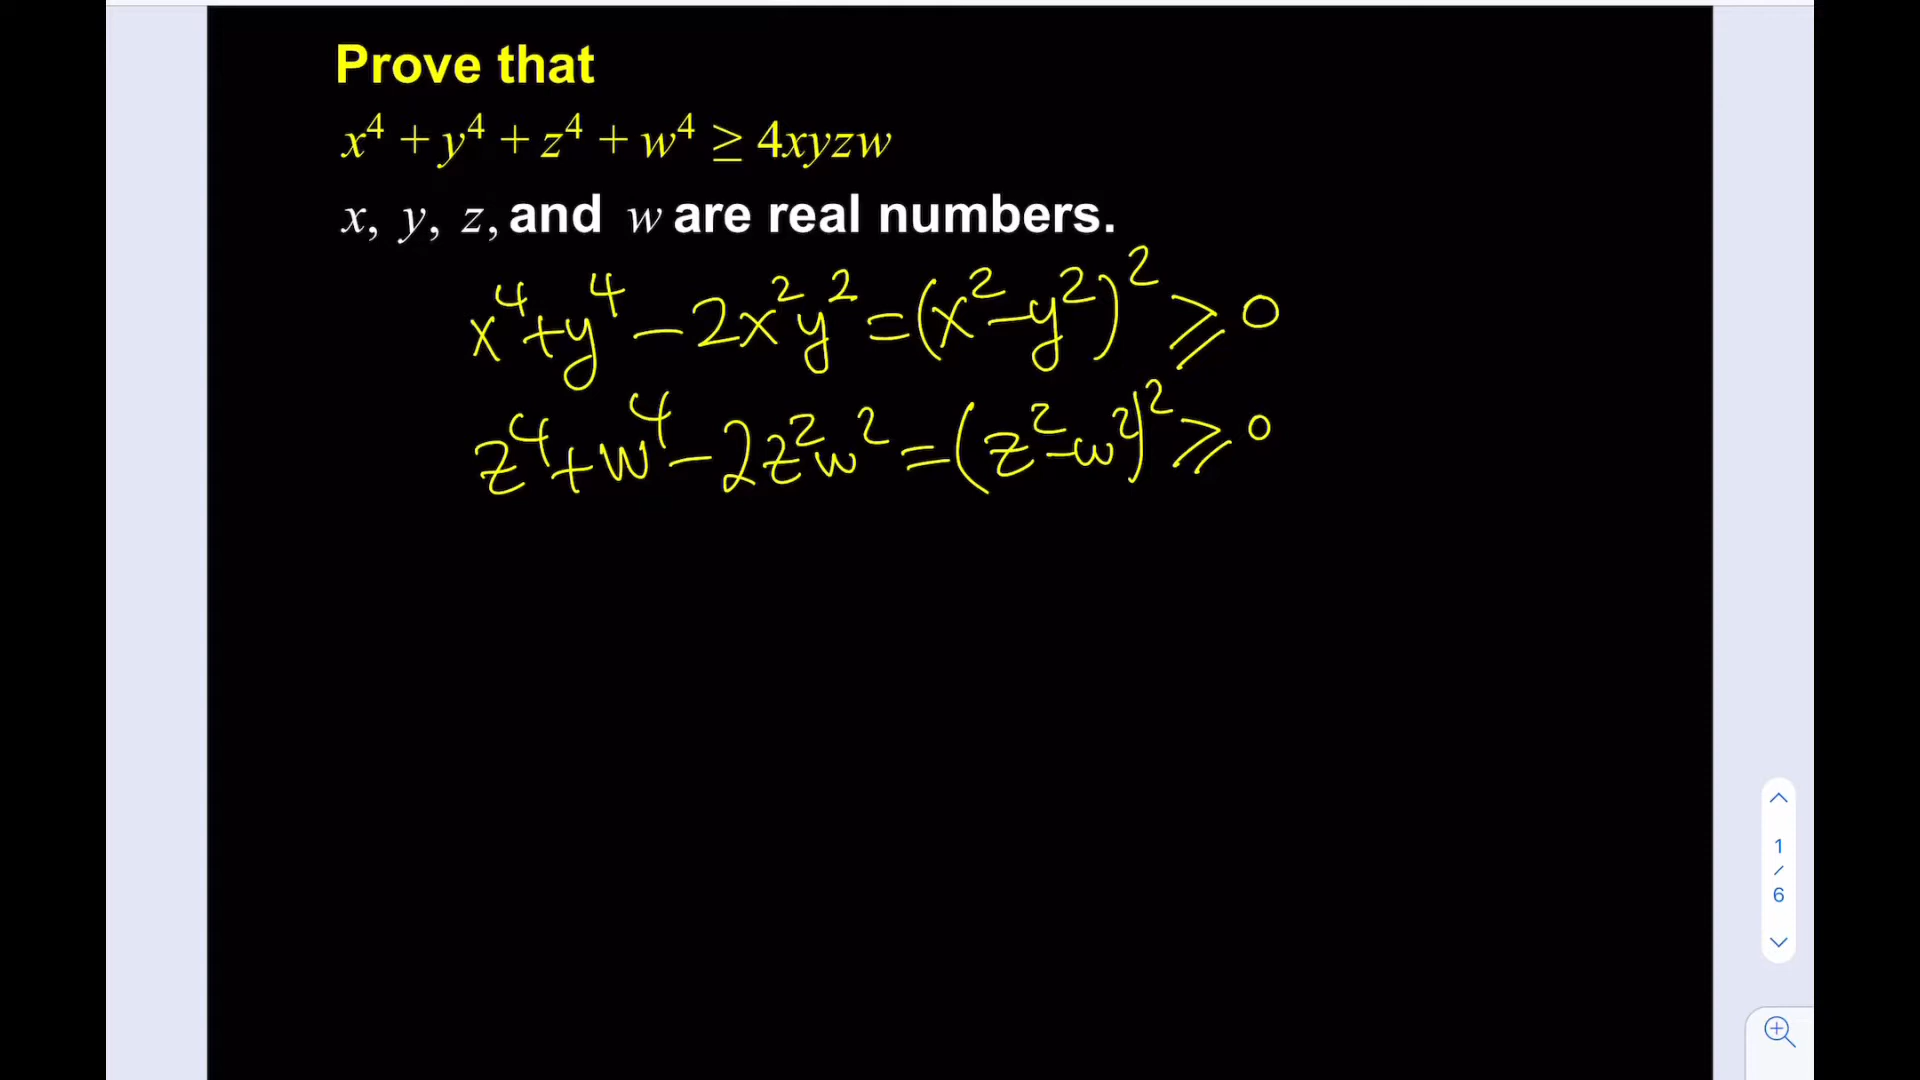 Prove that
x⁴ + y⁴ + z⁴ + w⁴ ≥ 4xyzw
x, y, z, and w are real numbers.
x⁴+y⁴−2x²y²=(x²−y²)²⩾0
z⁴+w⁴−2z²w²=(z²−w²)²⩾0
1
/
6